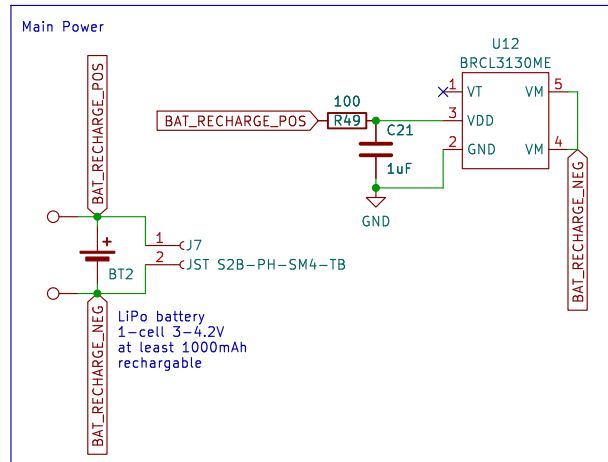 Main Power
BAT_RECHARGE_POS
1
2
J7
JST S2B-PH-SM4-TB
+
BT2
BAT_RECHARGE_NEG
LiPo battery
1-cell 3-4.2V
at least 1000mAh
rechargable
BAT_RECHARGE_POS
100
R49
C21
1uF
GND
U12
BRCL3130ME
1
VT
3
VDD
2
GND
VM
5
VM
4
BAT_RECHARGE_NEG